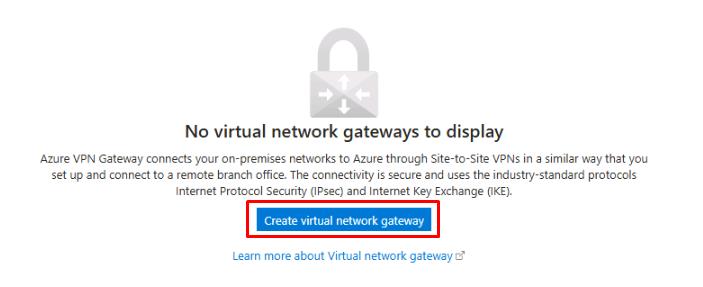 No virtual network gateways to display
Azure VPN Gateway connects your on-premises networks to Azure through Site-to-Site VPNs in a similar way that you
set up and connect to a remote branch office. The connectivity is secure and uses the industry-standard protocols
Internet Protocol Security (IPsec) and Internet Key Exchange (IKE).
Create virtual network gateway
Learn more about Virtual network gateway